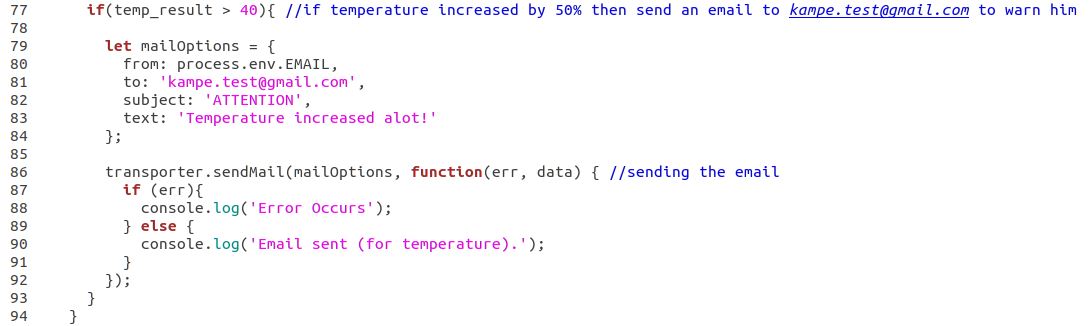 77 if(temp_result > 40){ //if temperature increased by 50% then send an email to kampe.test@gmail.com to warn him
78
79 let mailOptions = {
80 from: process.env.EMAIL,
81 to: 'kampe.test@gmail.com',
82 subject: 'ATTENTION',
83 text: 'Temperature increased alot!'
84 };
85
86 transporter.sendMail(mailOptions, function(err, data) { //sending the email
87 if (err){
88 console.log('Error Occurs');
89 } else {
90 console.log('Email sent (for temperature).');
91 }
92 });
93 }
94 }